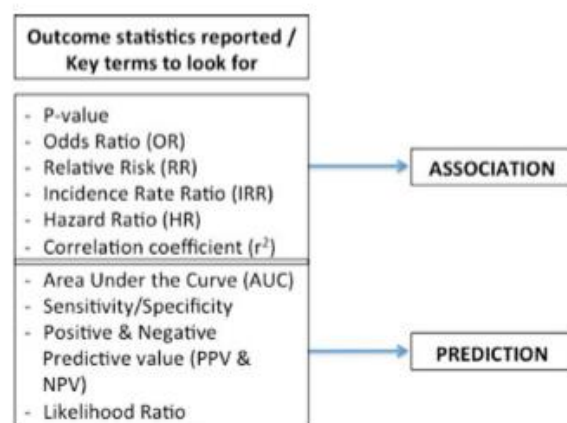 Outcome statistics reported /
Key terms to look for
- P-value
- Odds Ratio (OR)
- Relative Risk (RR)
- Incidence Rate Ratio (IRR)
- Hazard Ratio (HR)
- Correlation coefficient (r²)
ASSOCIATION
- Area Under the Curve (AUC)
- Sensitivity/Specificity
- Positive & Negative
Predictive value (PPV &
NPV)
- Likelihood Ratio
PREDICTION